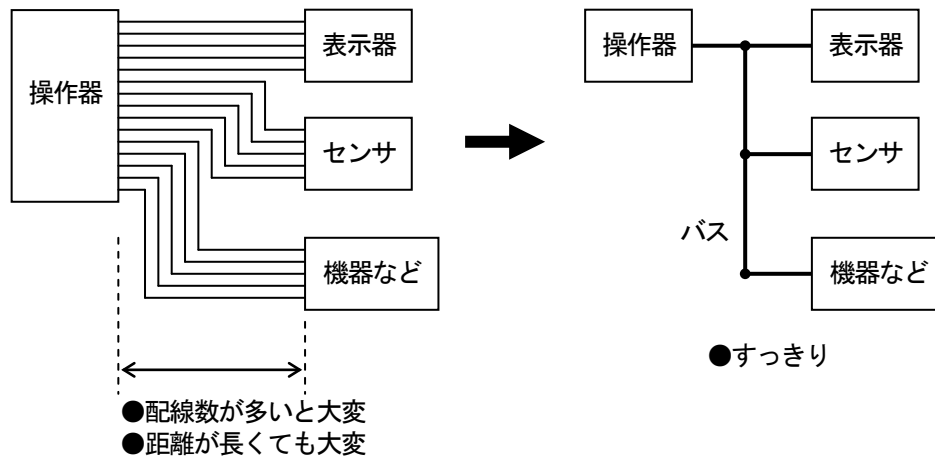 操作器
表示器
センサ
機器など
●配線数が多いと大変
●距離が長くても大変
操作器
表示器
センサ
バス
機器など
●すっきり